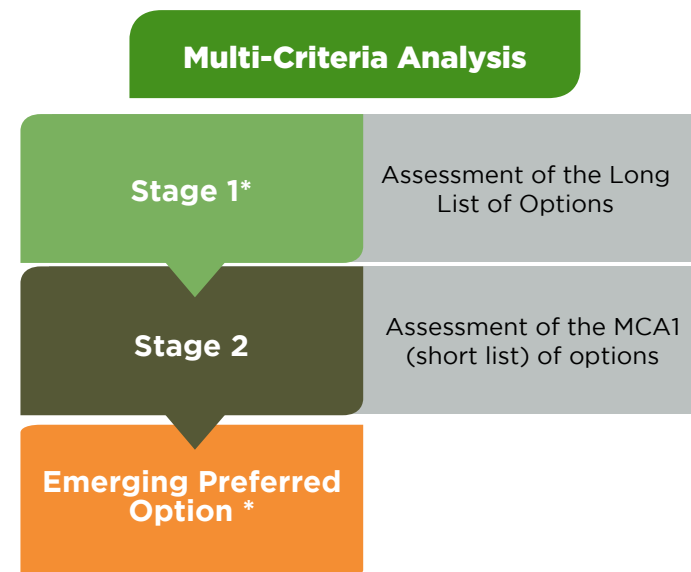 Multi-Criteria Analysis
Stage 1*
Assessment of the Long
List of Options
Stage 2
Assessment of the MCA1
(short list) of options
Emerging Preferred
Option *